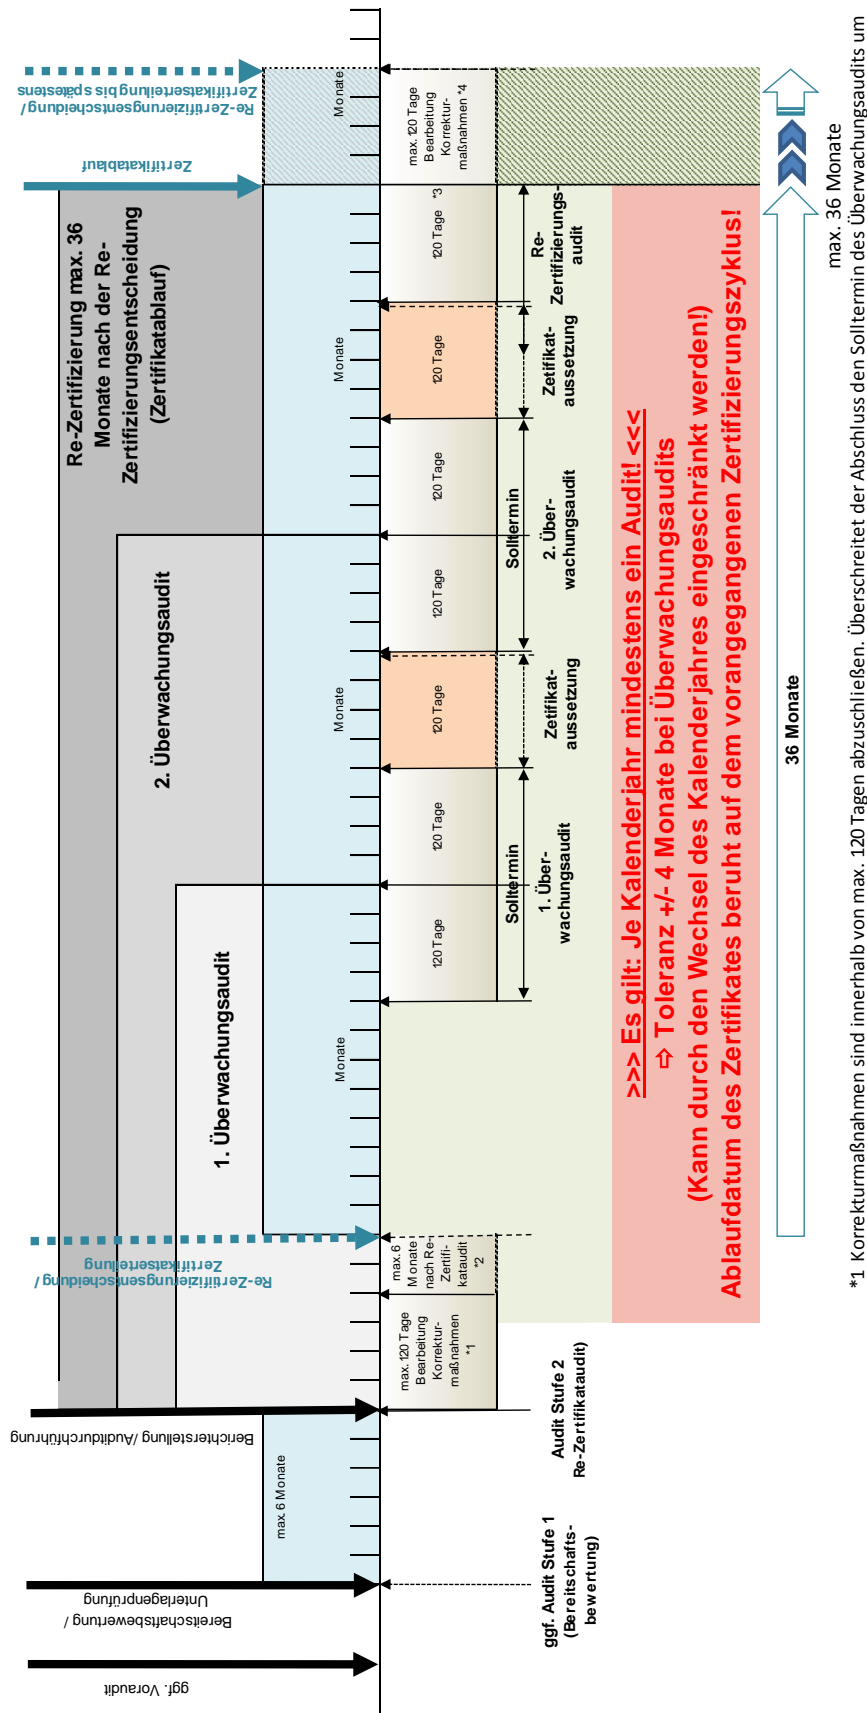 ggf. Voraudit
Bereitschaftsbewertung /
Unterlagenprüfung
Berichterstellung /Auditdurchführung
Re-Zertifizierungsentscheidung /
Zertifikatserteilung
Zertifikatablauf
Re-Zertifizierungsentscheidung /
Zertifikatserteilung bis spätestens
Re-Zertifizierung max. 36
Monate nach der Re-
Zertifizierungsentscheidung
(Zertifikatablauf)
2. Überwachungsaudit
1. Überwachungsaudit
max. 6 Monate
Monate
Monate
Monate
Monate
max. 120 Tage
Bearbeitung
Korrektur-
maßnahmen
*1
max. 6
Monate
nach Re-
Zertifi-
kataudit
*2
120 Tage
120 Tage
120 Tage
120 Tage
120 Tage
120 Tage
120 Tage *3
max. 120 Tage
Bearbeitung
Korrektur-
maßnahmen *4
ggf. Audit Stufe 1
(Bereitschafts-
bewertung)
Audit Stufe 2
Re-Zertifikataudit)
Solltermin
1. Über-
wachungsaudit
Zetifikat-
aussetzung
Solltermin
2. Über-
wachungsaudit
Zetifikat-
aussetzung
Re-
Zertifizierungs-
audit
>>> Es gilt: Je Kalenderjahr mindestens ein Audit! <<<
⇨ Toleranz +/- 4 Monate bei Überwachungsaudits
(Kann durch den Wechsel des Kalenderjahres eingeschränkt werden!)
Ablaufdatum des Zertifikates beruht auf dem vorangegangenen Zertifizierungszyklus!
36 Monate
max. 36 Monate
*1 Korrekturmaßnahmen sind innerhalb von max. 120 Tagen abzuschließen. Überschreitet der Abschluss den Solltermin des Überwachungsaudits um